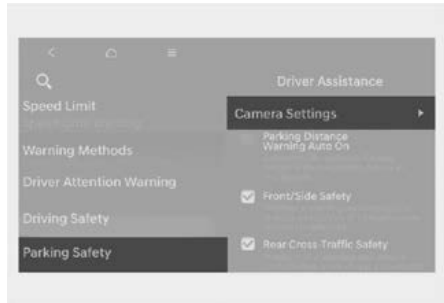 Driver Assistance
Speed Limit
Warning Methods
Driver Attention Warning
Driving Safety
Parking Safety
Camera Settings
Parking Distance
Warning Auto On
Front/Side Safety
Rear Cross Traffic Safety